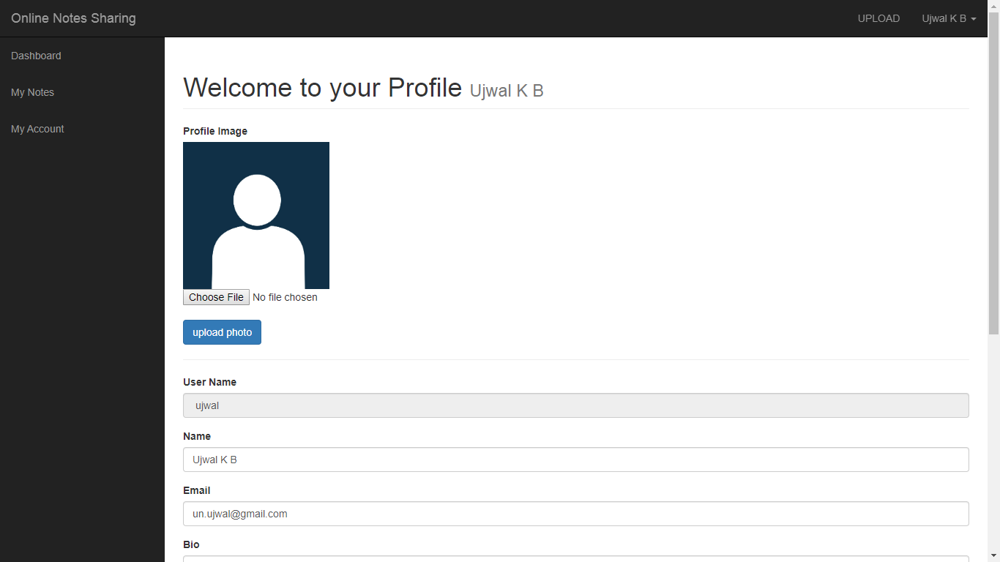 Online Notes Sharing
UPLOAD
Ujwal K B
Dashboard
My Notes
My Account
Welcome to your Profile Ujwal K B
Profile Image
Choose File No file chosen
upload photo
User Name
ujwal
Name
Ujwal K B
Email
un.ujwal@gmail.com
Bio